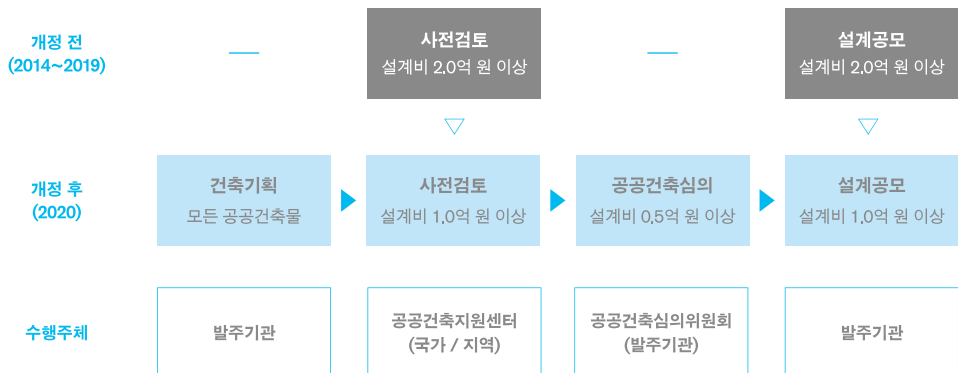 개정 전
(2014~2019)
—
사전검토
설계비 2.0억 원 이상
—
설계공모
설계비 2.0억 원 이상
개정 후
(2020)
건축기획
모든 공공건축물
사전검토
설계비 1.0억 원 이상
공공건축심의
설계비 0.5억 원 이상
설계공모
설계비 1.0억 원 이상
수행주체
발주기관
공공건축지원센터
(국가 / 지역)
공공건축심의위원회
(발주기관)
발주기관